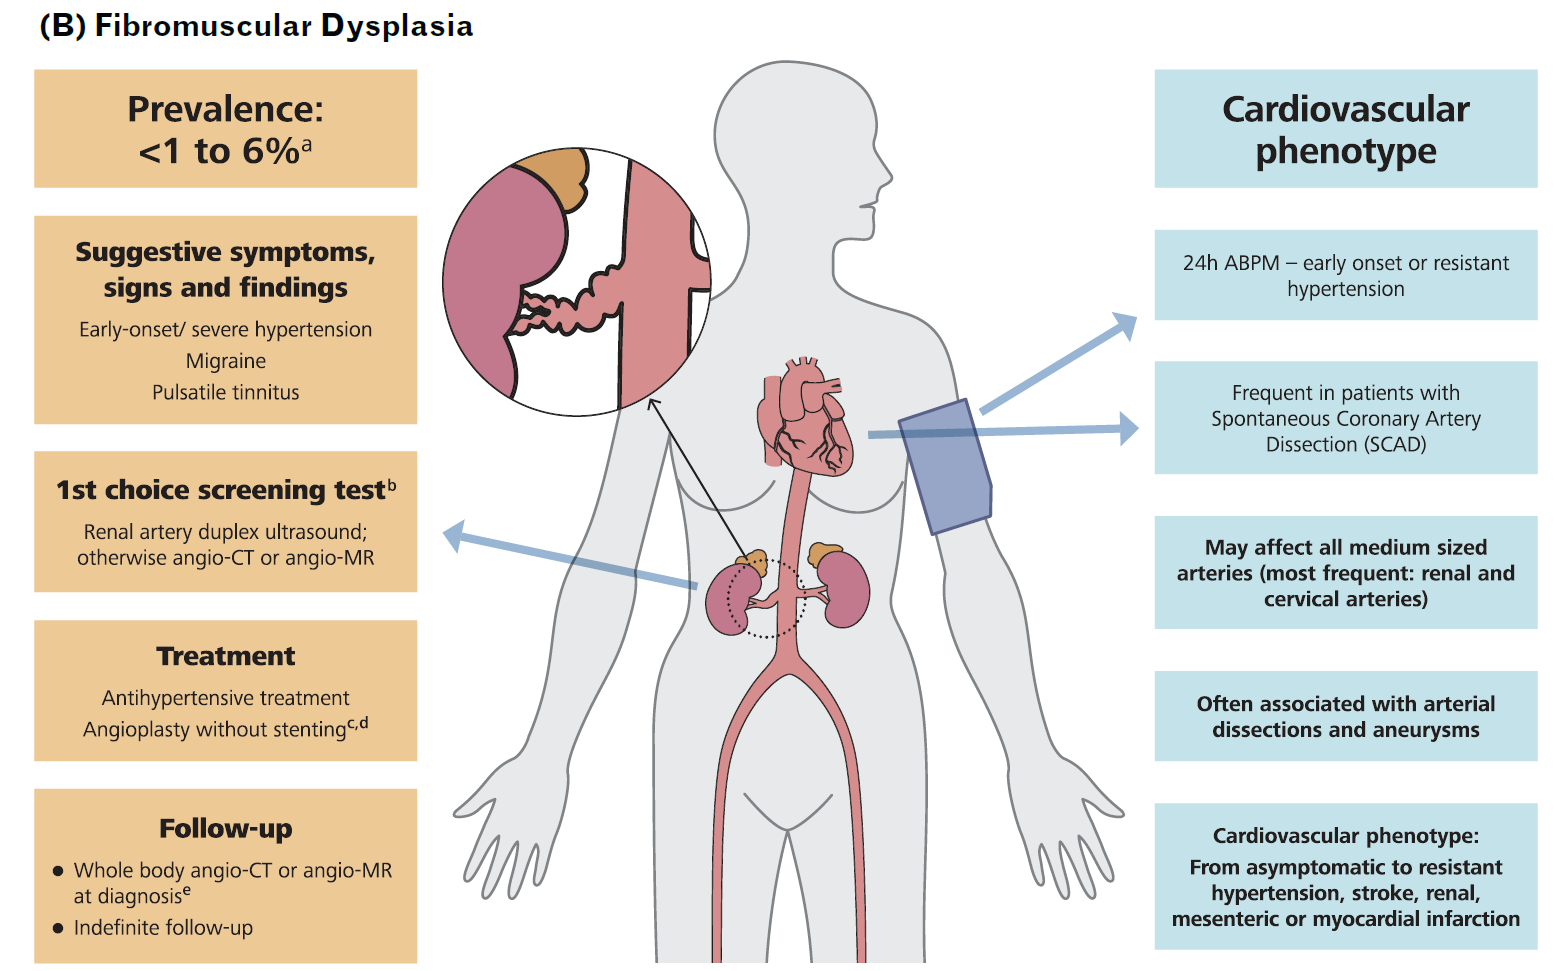 (B) Fibromuscular Dysplasia
Prevalence:
<1 to 6%a
Suggestive symptoms,
signs and findings
Early-onset/ severe hypertension
Migraine
Pulsatile tinnitus
1st choice screening testb
Renal artery duplex ultrasound;
otherwise angio-CT or angio-MR
Treatment
Antihypertensive treatment
Angioplasty without stentingc,d
Follow-up
● Whole body angio-CT or angio-MR
at diagnosise
● Indefinite follow-up
Cardiovascular
phenotype
24h ABPM – early onset or resistant
hypertension
Frequent in patients with
Spontaneous Coronary Artery
Dissection (SCAD)
May affect all medium sized
arteries (most frequent: renal and
cervical arteries)
Often associated with arterial
dissections and aneurysms
Cardiovascular phenotype:
From asymptomatic to resistant
hypertension, stroke, renal,
mesenteric or myocardial infarction